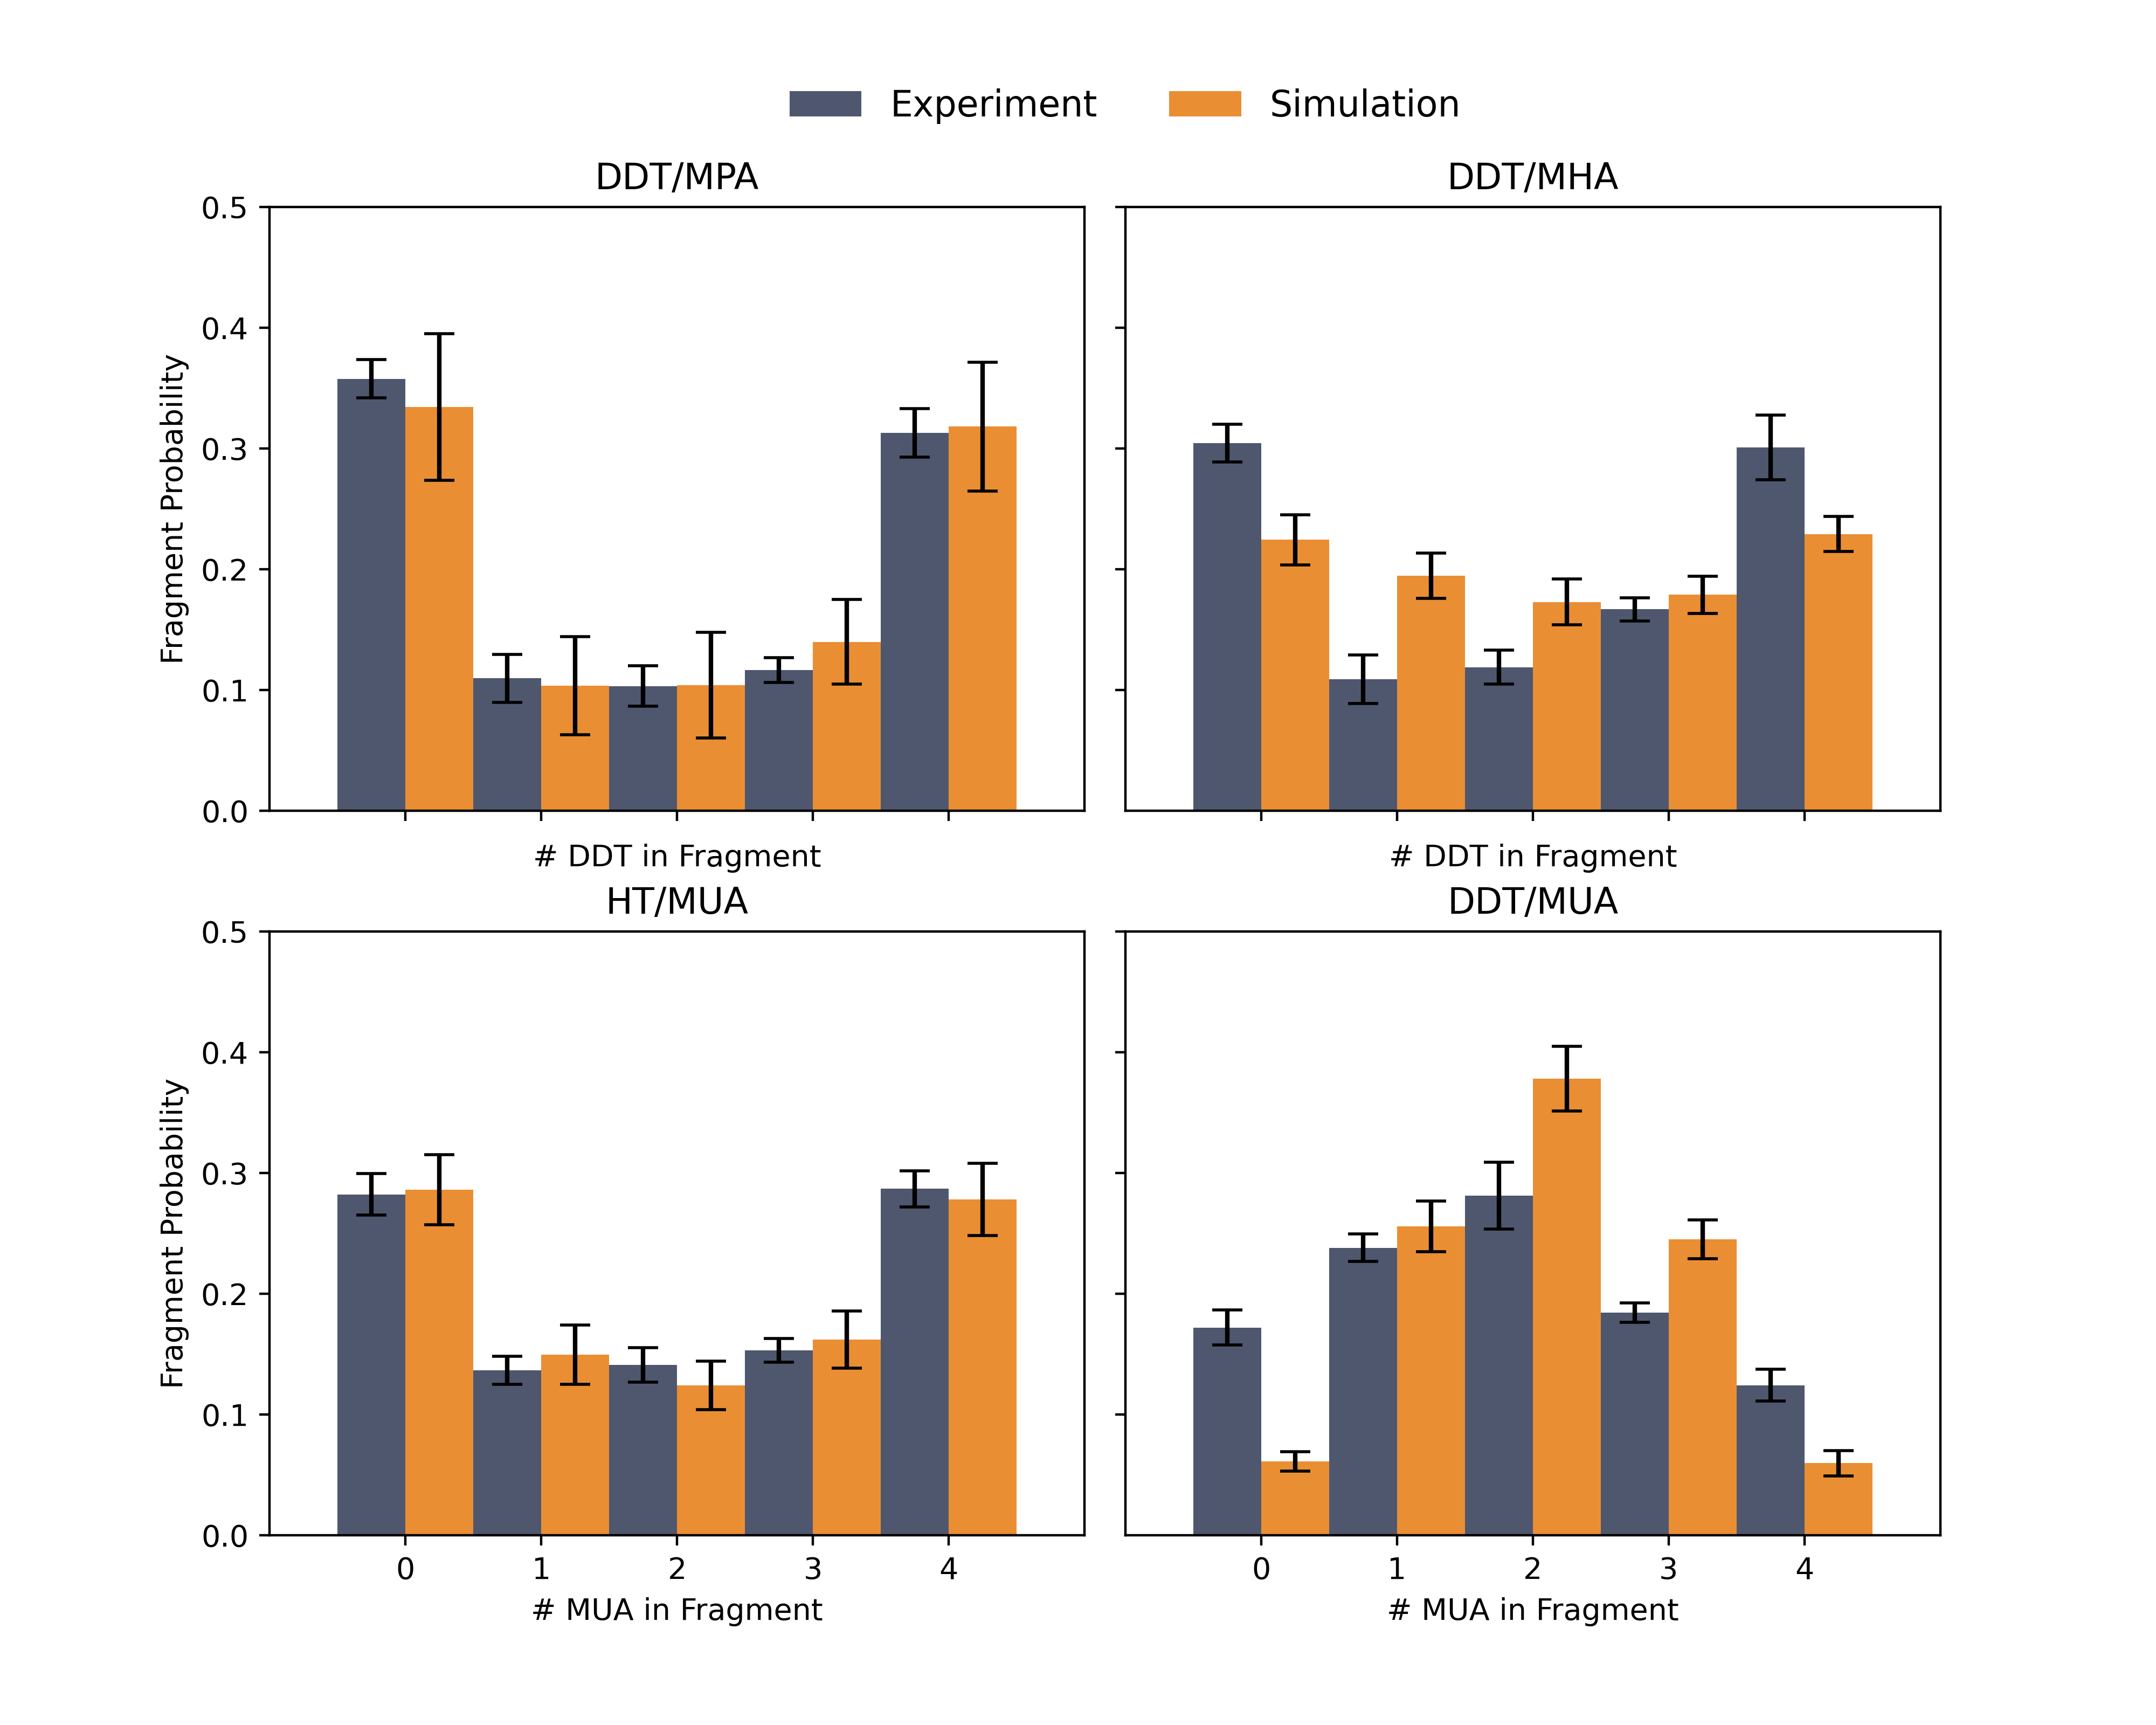 Experiment Simulation
DDT/MPA
DDT/MHA
0.5
0.4
0.3
0.2
0.1
0.0
Fragment Probability
# DDT in Fragment
# DDT in Fragment
HT/MUA
DDT/MUA
0.5
0.4
0.3
0.2
0.1
0.0
Fragment Probability
0 1 2 3 4
0 1 2 3 4
# MUA in Fragment
# MUA in Fragment